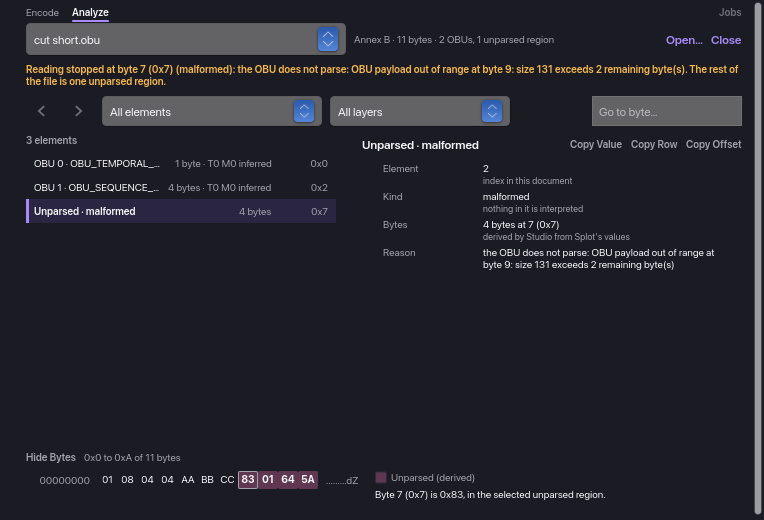 Encode Analyze Jobs
cut short.obu Annex B · 11 bytes · 2 OBUs, 1 unparsed region Open... Close
Reading stopped at byte 7 (0x7) (malformed): the OBU does not parse: OBU payload out of range at byte 9: size 131 exceeds 2 remaining byte(s). The rest of
the file is one unparsed region.
All elements All layers Go to byte...
3 elements
OBU 0 · OBU_TEMPORAL_... 1 byte · T0 M0 inferred 0x0
OBU 1 · OBU_SEQUENCE_... 4 bytes · T0 M0 inferred 0x2
Unparsed · malformed 4 bytes 0x7
Unparsed · malformed Copy Value Copy Row Copy Offset
Element 2
index in this document
Kind malformed
nothing in it is interpreted
Bytes 4 bytes at 7 (0x7)
derived by Studio from Splot's values
Reason the OBU does not parse: OBU payload out of range at
byte 9: size 131 exceeds 2 remaining byte(s)
Hide Bytes 0x0 to 0xA of 11 bytes
00000000 01 08 04 04 AA BB CC 83 01 64 5A .........dZ
Unparsed (derived)
Byte 7 (0x7) is 0x83, in the selected unparsed region.